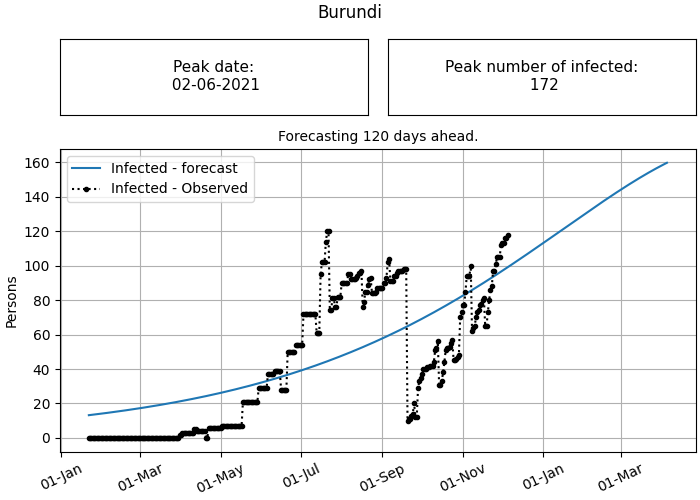 Burundi
Peak date:
02-06-2021
Peak number of infected:
172
Forecasting 120 days ahead.
Infected - forecast
Infected - Observed
Persons
160
140
120
100
80
60
40
20
0
01-Jan
01-Mar
01-May
01-Jul
01-Sep
01-Nov
01-Jan
01-Mar